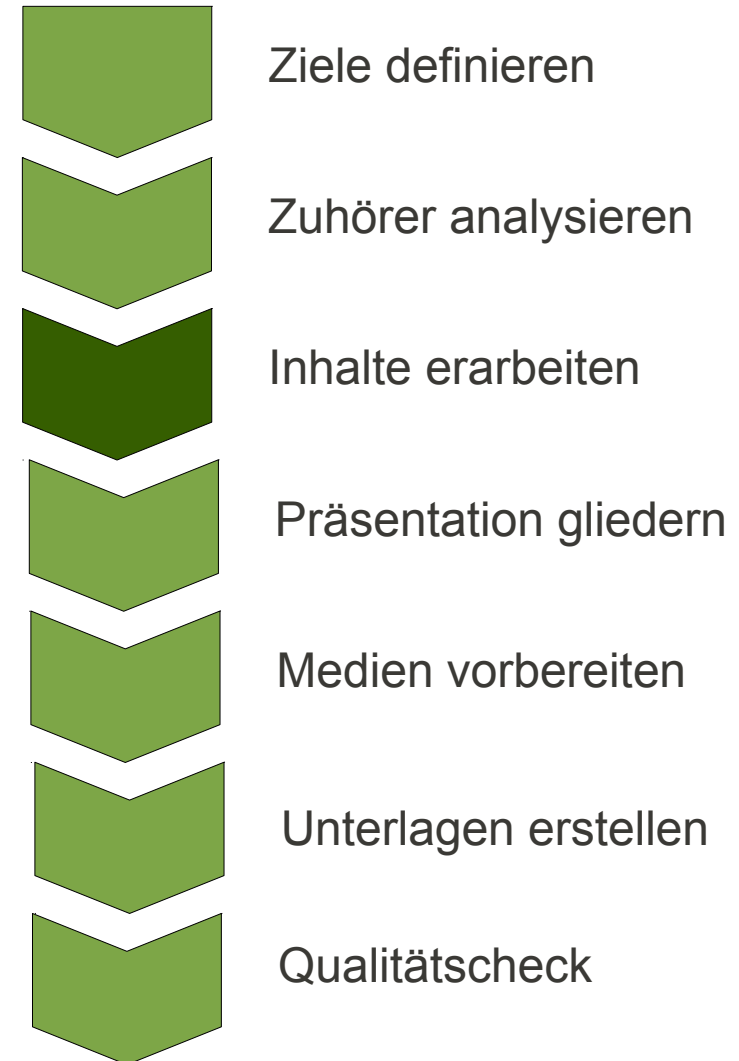 Ziele definieren
Zuhörer analysieren
Inhalte erarbeiten
Präsentation gliedern
Medien vorbereiten
Unterlagen erstellen
Qualitätscheck